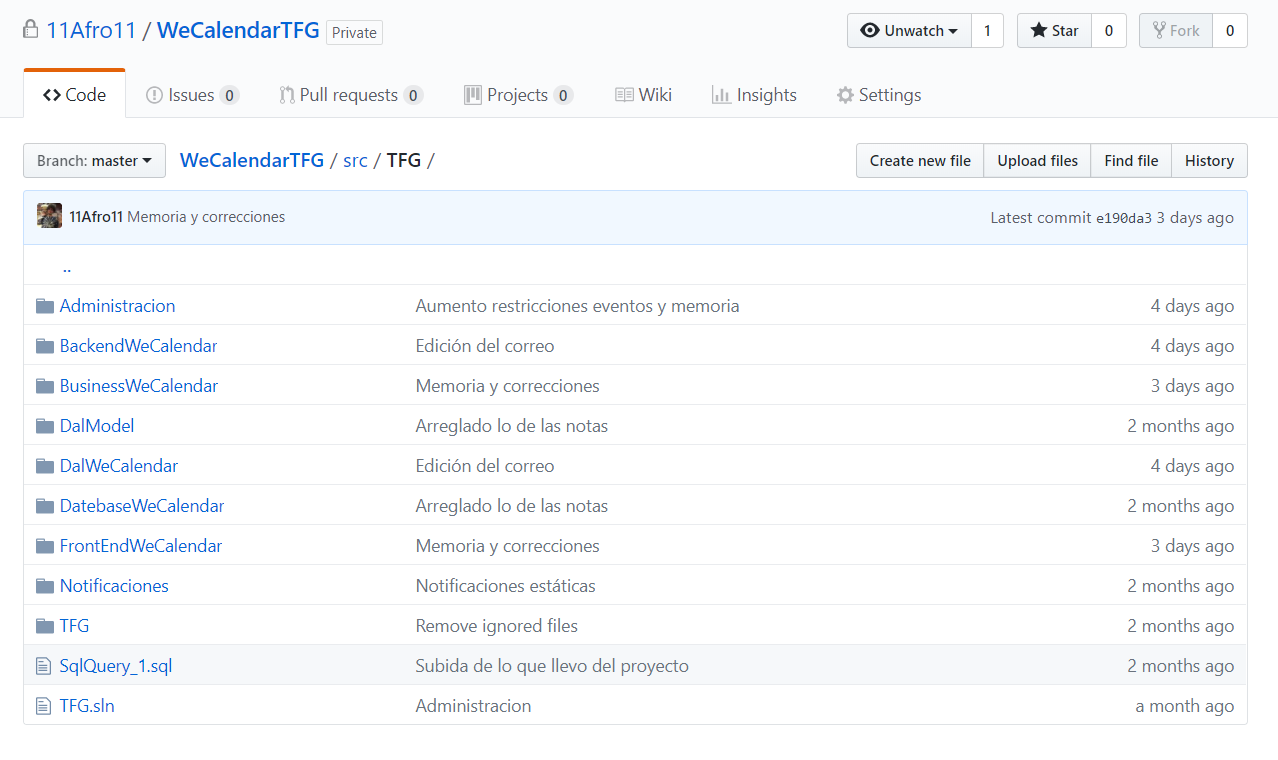 11Afro11 / WeCalendarTFG Private Unwatch 1 Star 0 Fork 0
Code Issues 0 Pull requests 0 Projects 0 Wiki Insights Settings
Branch: master WeCalendarTFG / src / TFG / Create new file Upload files Find file History
11Afro11 Memoria y correcciones Latest commit e190da3 3 days ago
..
Administracion Aumento restricciones eventos y memoria 4 days ago
BackendWeCalendar Edición del correo 4 days ago
BusinessWeCalendar Memoria y correcciones 3 days ago
DalModel Arreglado lo de las notas 2 months ago
DalWeCalendar Edición del correo 4 days ago
DatebaseWeCalendar Arreglado lo de las notas 2 months ago
FrontEndWeCalendar Memoria y correcciones 3 days ago
Notificaciones Notificaciones estáticas 2 months ago
TFG Remove ignored files 2 months ago
SqlQuery_1.sql Subida de lo que llevo del proyecto 2 months ago
TFG.sln Administracion a month ago